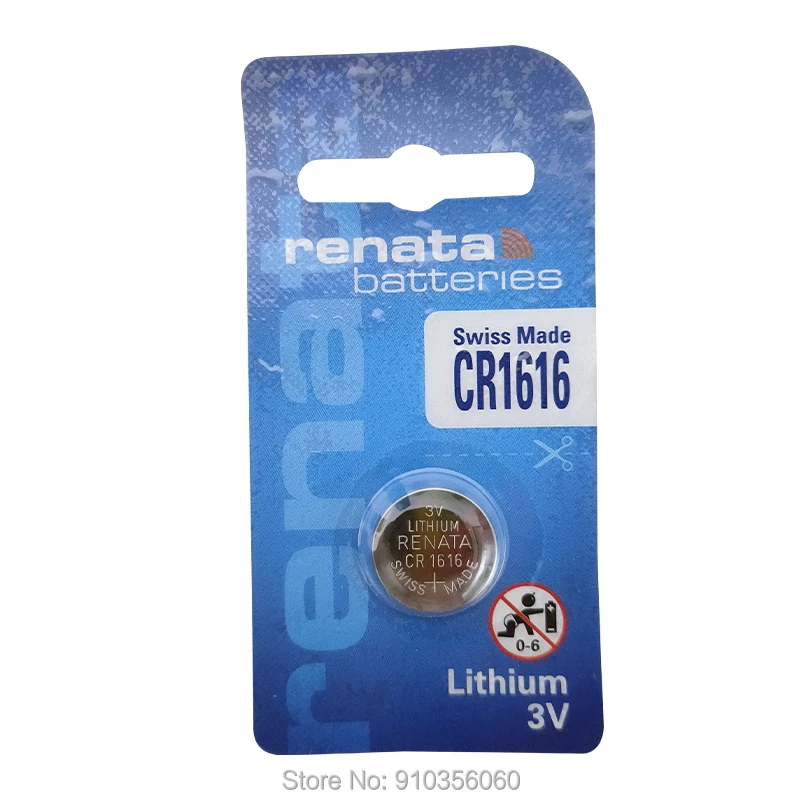 renata
batteries
Swiss Made
CR1616
renata
3V
LITHIUM
RENATA
CR 1616
SWISS + MADE
0-6
Lithium
3V
Store No: 910356060